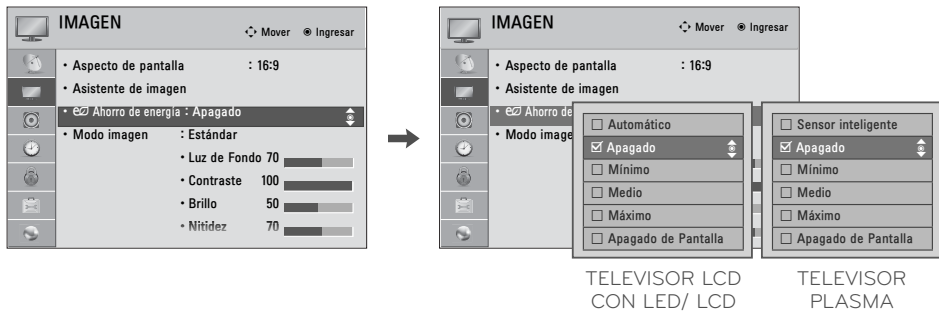 IMAGEN
Mover Ingresar
• Aspecto de pantalla : 16:9
• Asistente de imagen
• Ahorro de energía : Apagado
• Modo imagen : Estándar
• Luz de Fondo 70
• Contraste 100
• Brillo 50
• Nitidez 70
IMAGEN
Mover Ingresar
• Aspecto de pantalla : 16:9
• Asistente de imagen
• Ahorro de
• Modo image
Automático
Apagado
Mínimo
Medio
Máximo
Apagado de Pantalla
Sensor inteligente
Apagado
Mínimo
Medio
Máximo
Apagado de Pantalla
TELEVISOR LCD
CON LED/ LCD
TELEVISOR
PLASMA